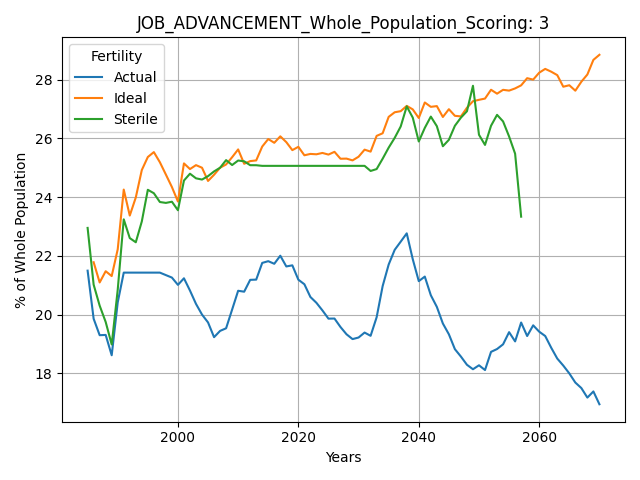 JOB_ADVANCEMENT_Whole_Population_Scoring: 3
Fertility
Actual
Ideal
Sterile
% of Whole Population
28
26
24
22
20
18
2000 2020 2040 2060
Years